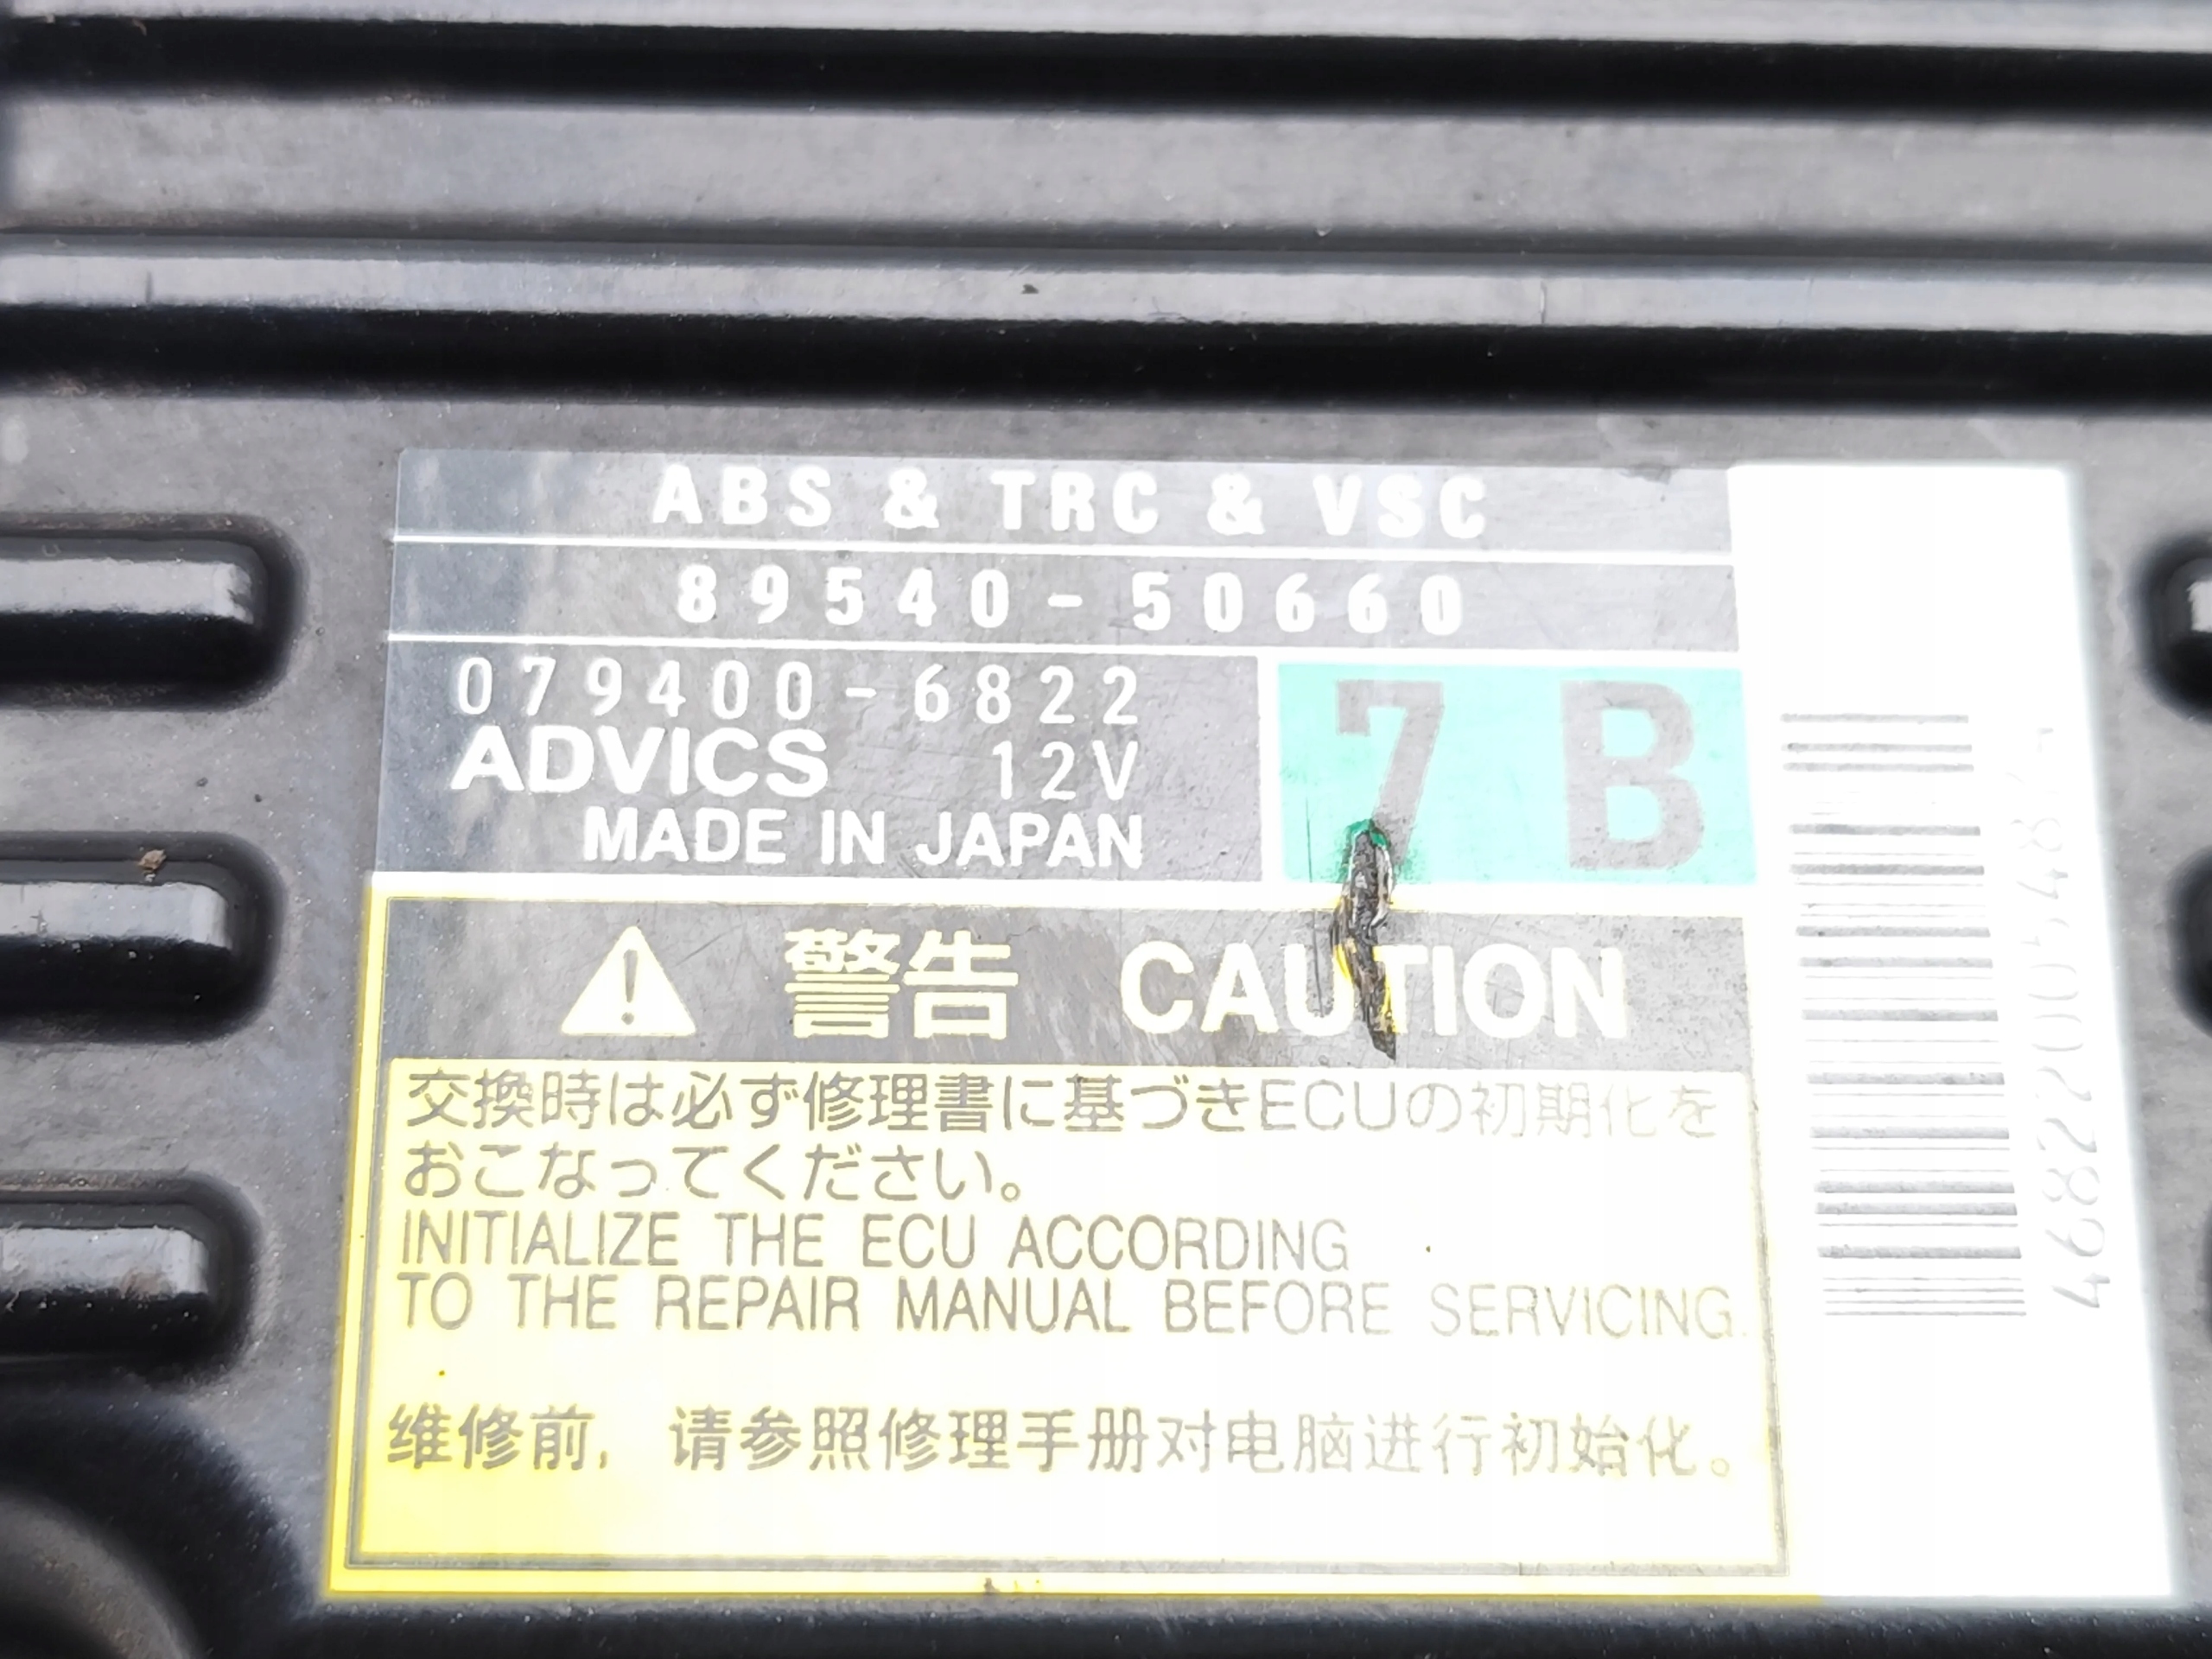 ABS & TRC & VSC
89540-50660
079400-6822
ADVICS 12V
MADE IN JAPAN
7 B
警告 CAUTION
交換時は必ず修理書に基づきECUの初期化を
おこなってください。
INITIALIZE THE ECU ACCORDING
TO THE REPAIR MANUAL BEFORE SERVICING.
维修前，请参照修理手册对电脑进行初始化。